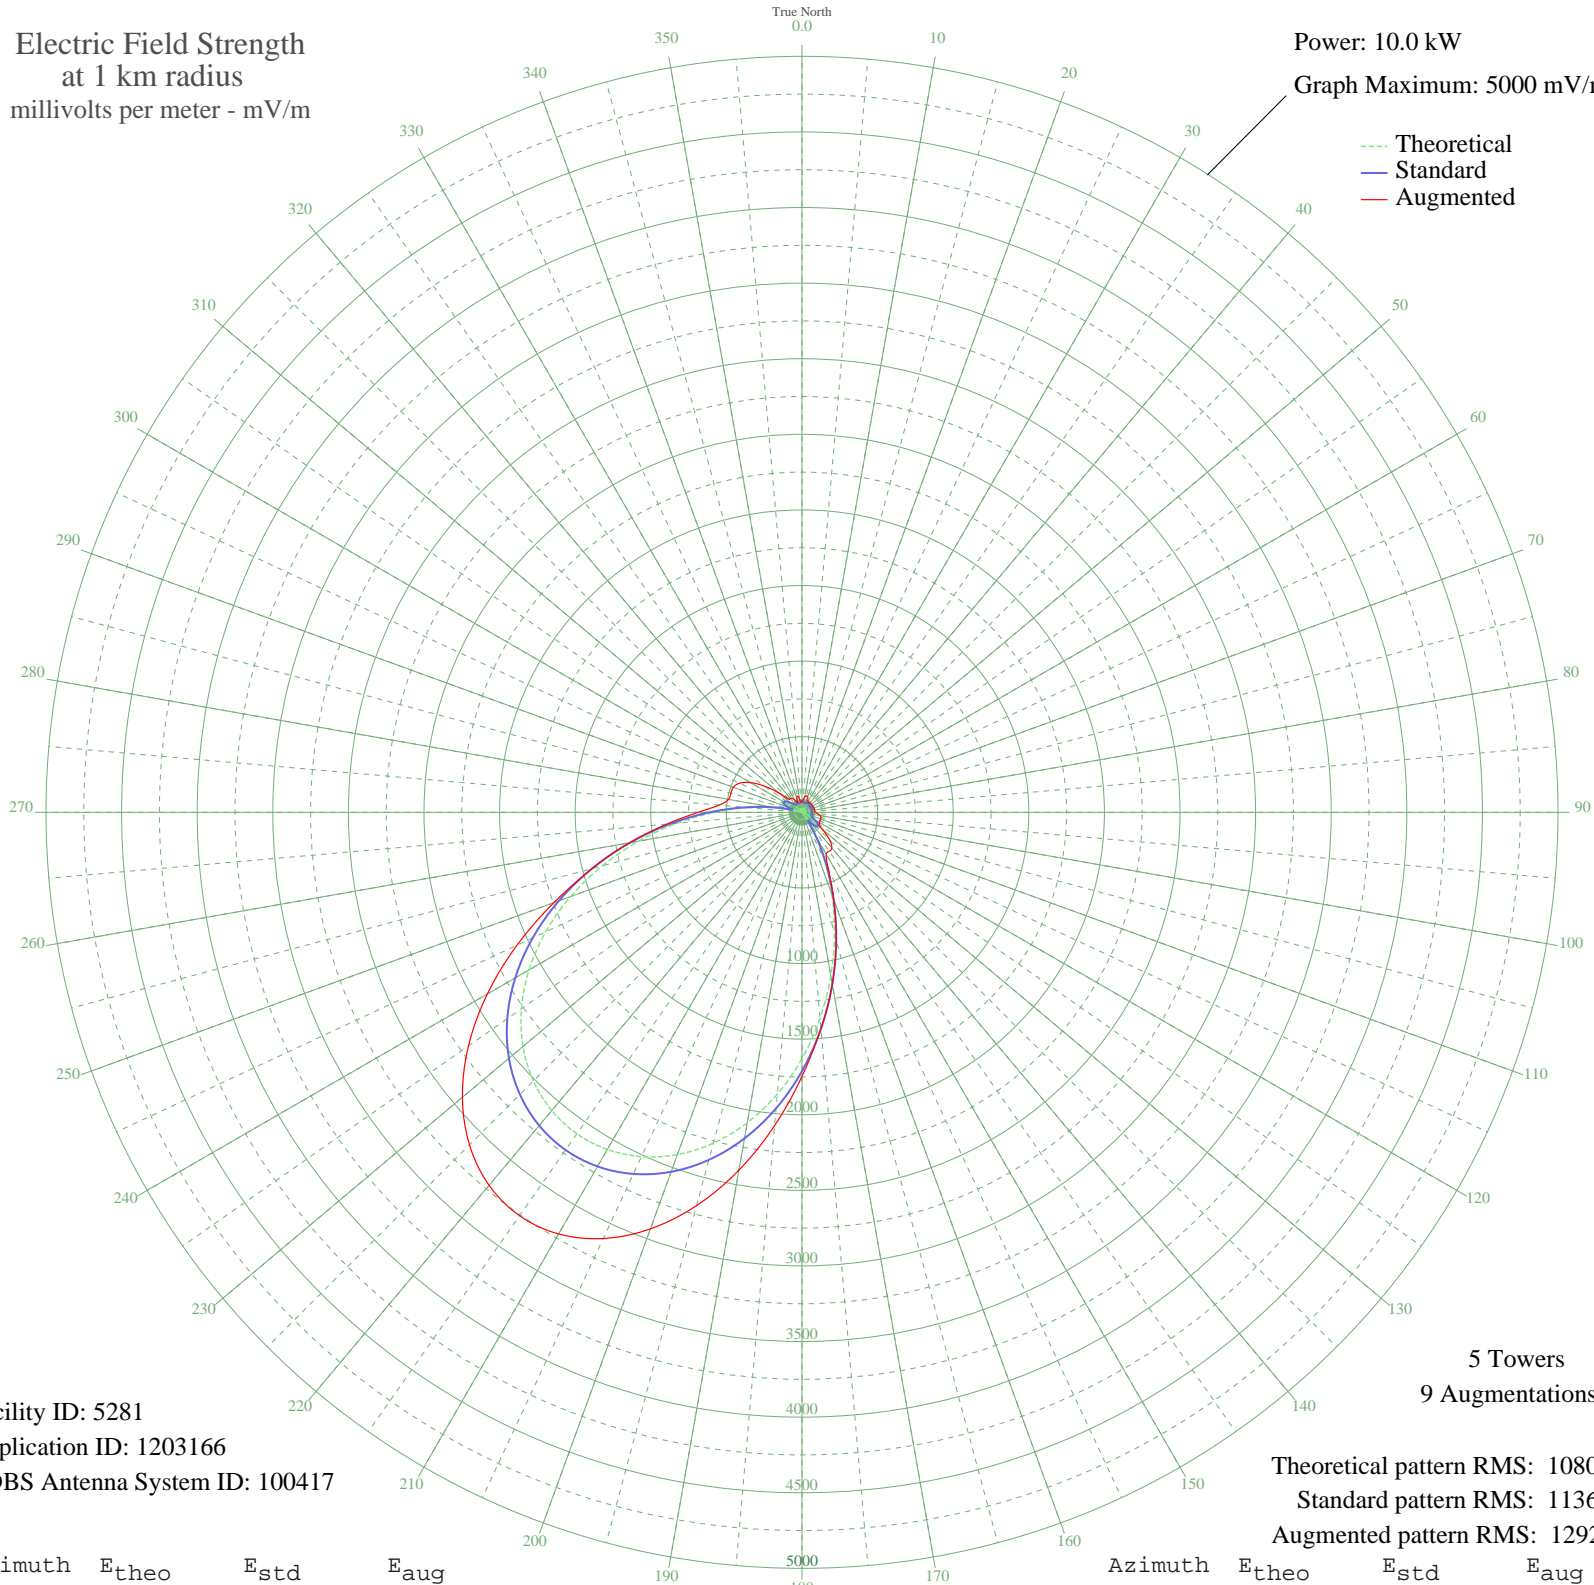 True North
0.0
Electric Field Strength
at 1 km radius
millivolts per meter - mV/m
Power: 10.0 kW
Graph Maximum: 5000 mV/
Theoretical
Standard
Augmented
350
10
340
20
330
30
320
40
310
50
300
60
290
70
280
80
270
90
260
100
250
110
240
120
230
130
220
140
210
150
200
160
190
170
1000
1500
2000
2500
3000
3500
4000
4500
5000
5 Towers
9 Augmentations
cility ID: 5281
plication ID: 1203166
DBS Antenna System ID: 100417
Theoretical pattern RMS: 1080
Standard pattern RMS: 1136
Augmented pattern RMS: 1292
imuth Etheo Estd Eaug
Azimuth Etheo Estd Eaug